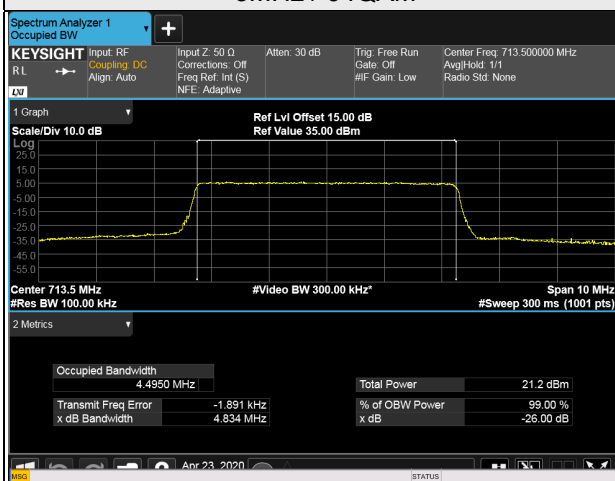 Spectrum Analyzer 1
Occupied BW
+
KEYSIGHT
Input: RF
Input Z: 50 Ω
Atten: 30 dB
Trig: Free Run
Center Freq: 713.500000 MHz
R L
Coupling: DC
Corrections: Off
Gate: Off
Avg|Hold: 1/1
Align: Auto
Freq Ref: Int (S)
#IF Gain: Low
Radio Std: None
LXI
NFE: Adaptive
1 Graph
Ref Lvl Offset 15.00 dB
Scale/Div 10.0 dB
Ref Value 35.00 dBm
Log
25.0
15.0
5.00
-5.00
-15.0
-25.0
-35.0
-45.0
-55.0
Center 713.5 MHz
#Video BW 300.00 kHz*
Span 10 MHz
#Res BW 100.00 kHz
#Sweep 300 ms (1001 pts)
2 Metrics
Occupied Bandwidth
4.4950 MHz
Total Power
21.2 dBm
Transmit Freq Error
-1.891 kHz
% of OBW Power
99.00 %
x dB Bandwidth
4.834 MHz
x dB
-26.00 dB
Apr 23, 2020
MSG
STATUS